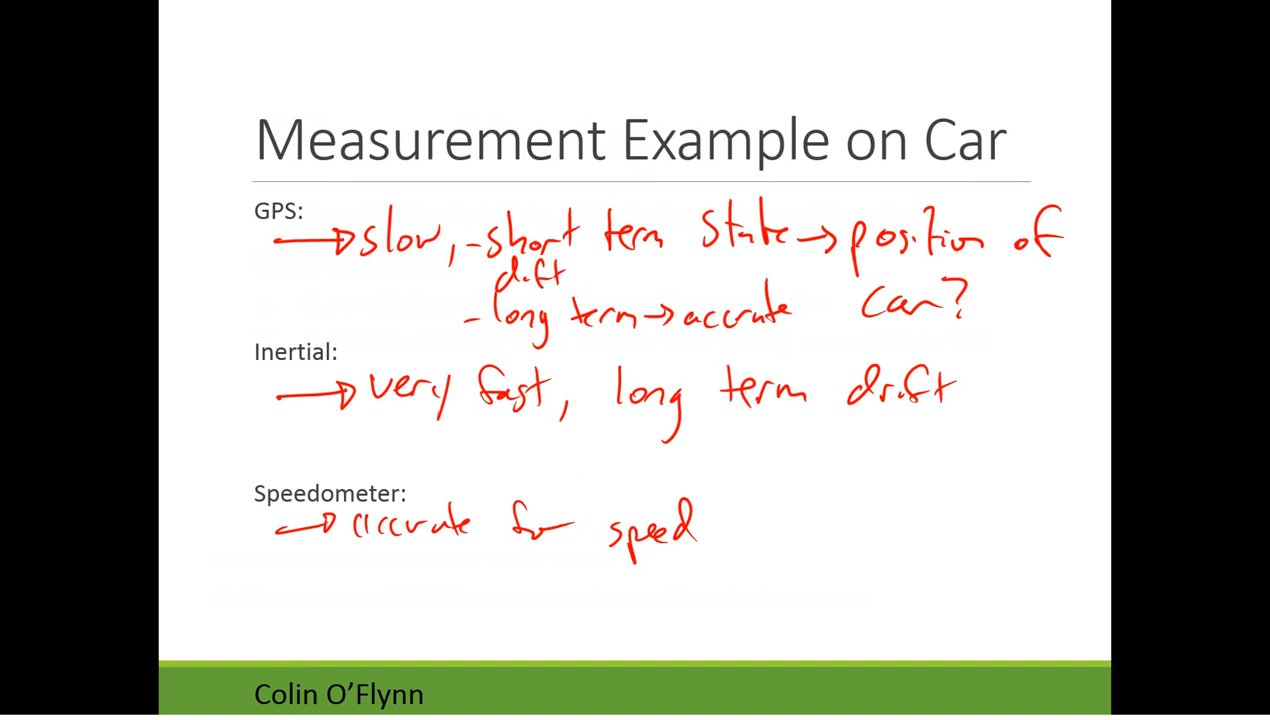 Measurement Example on Car
GPS:
→ slow, - short term state → position of
drift
- long term → accurate car?
Inertial:
→ very fast, long term drift
Speedometer:
→ accurate for speed
Colin O'Flynn